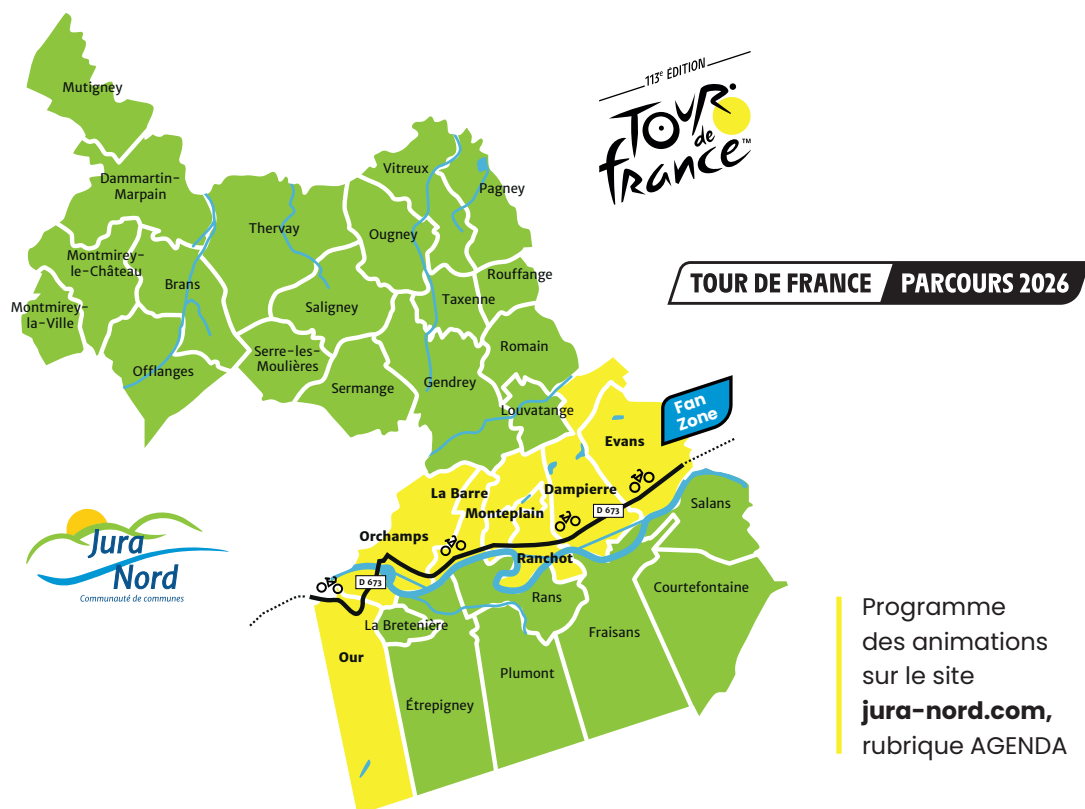 113e ÉDITION
TOUR
de
france™
Mutigney
Dammartin-
Marpain
Vitreux
Pagney
Thervay
Ougney
Montmirey-
le-Château
Brans
Rouffange
TOUR DE FRANCE PARCOURS 2026
Taxenne
Saligney
Montmirey-
la-Ville
Romain
Serre-les-
Moulières
Offlanges
Sermange
Gendrey
Louvatange
Fan
Zone
Evans
La Barre
Dampierre
Monteplain
D 673
Salans
Orchamps
Ranchot
Jura
Nord
Communauté de communes
D 673
Courtefontaine
Rans
La Bretenière
Fraisans
Our
Plumont
Étrepigney
Programme
des animations
sur le site
jura-nord.com,
rubrique AGENDA